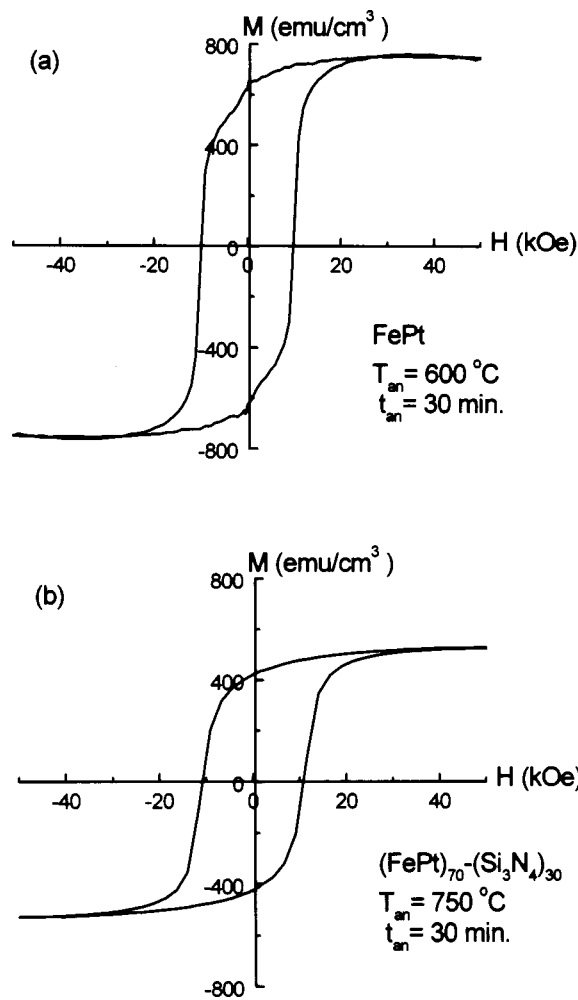 M (emu/cm³)
(a)
800
400
0
-40
-20
0
20
40
H (kOe)
-400
-800
FePt
Tₐₙ= 600 °C
tₐₙ= 30 min.
M (emu/cm³ )
(b)
800
400
0
-40
-20
0
20
40
H (kOe)
-400
-800
(FePt)₇₀-(Si₃N₄)₃₀
Tₐₙ= 750 °C
tₐₙ= 30 min.